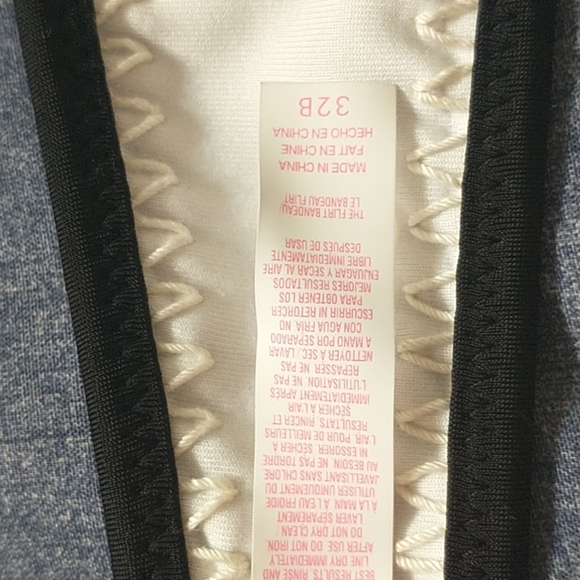 BEST RESULTS, RINSE AND
LINE DRY IMMEDIATELY
AFTER USE. DO NOT IRON.
DO NOT DRY CLEAN
LAVER SEPAREMENT
A LA MAIN, A L EAU FROIDE
UTILISER UNIQUEMENT DU
JAVELLISANT SANS CHLORE
AU BESOIN. NE PAS TORDRE
NI ESSORER. SECHER A
L AIR. POUR DE MEILLEURS
RESULTATS, RINCER ET
SECHER A L AIR
IMMEDIATEMENT APRES
L UTILISATION. NE PAS
REPASSER. NE PAS
NETTOYER A SEC. / LAVAR
A MANO POR SEPARADO
CON AGUA FRIA. NO
ESCURRIR NI RETORCER
PARA OBTENER LOS
MEJORES RESULTADOS
ENJUAGAR Y SECAR AL AIRE
LIBRE INMEDIATAMENTE
DESPUES DE USAR
THE FLIRT BANDEAU/
LE BANDEAU FLIRT
MADE IN CHINA
FAIT EN CHINE
HECHO EN CHINA
32B